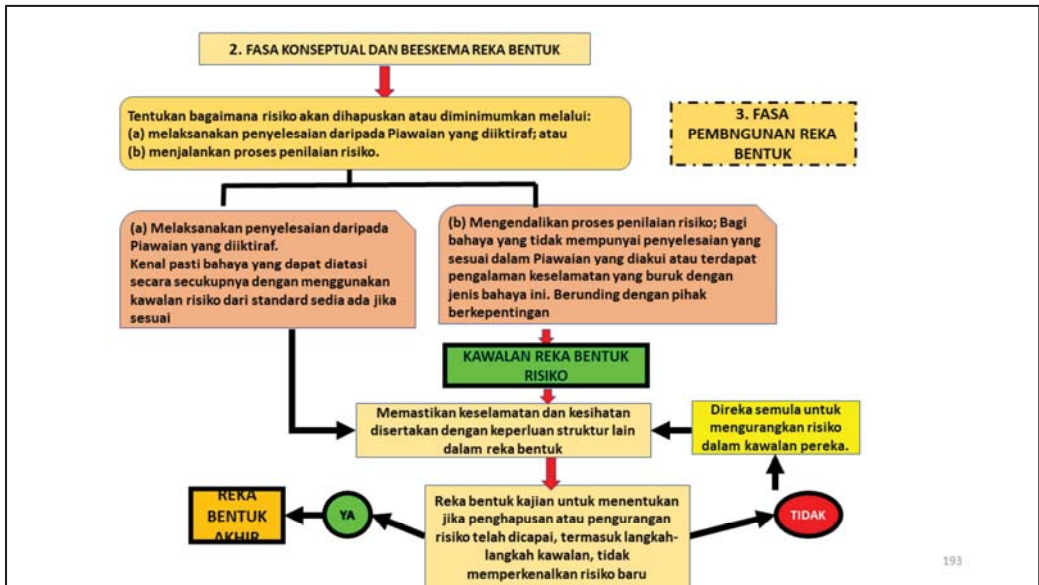 2. FASA KONSEPTUAL DAN BEESKEMA REKA BENTUK
Tentukan bagaimana risiko akan dihapuskan atau diminimumkan melalui:
(a) melaksanakan penyelesaian daripada Piawaian yang diiktiraf; atau
(b) menjalankan proses penilaian risiko.
3. FASA
PEMBNGUNAN REKA
BENTUK
(a) Melaksanakan penyelesaian daripada
Piawaian yang diiktiraf.
Kenal pasti bahaya yang dapat diatasi
secara secukupnya dengan menggunakan
kawalan risiko dari standard sedia ada jika
sesuai
(b) Mengendalikan proses penilaian risiko; Bagi
bahaya yang tidak mempunyai penyelesaian yang
sesuai dalam Piawaian yang diakui atau terdapat
pengalaman keselamatan yang buruk dengan
jenis bahaya ini. Berunding dengan pihak
berkepentingan
KAWALAN REKA BENTUK
RISIKO
Memastikan keselamatan dan kesihatan
disertakan dengan keperluan struktur lain
dalam reka bentuk
Direka semula untuk
mengurangkan risiko
dalam kawalan pereka.
REKA
BENTUK
AKHIR
YA
Reka bentuk kajian untuk menentukan
jika penghapusan atau pengurangan
risiko telah dicapai, termasuk langkah-
langkah kawalan, tidak
memperkenalkan risiko baru
TIDAK
193